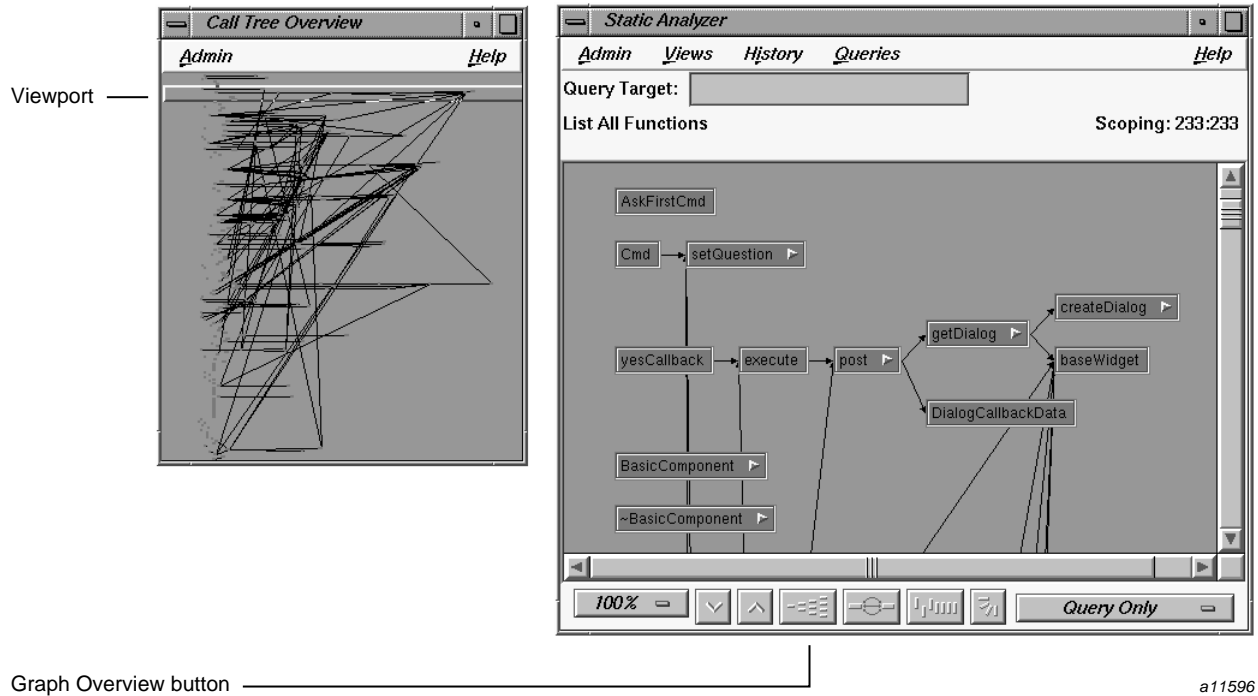 Call Tree Overview
Admin Help
Viewport
Static Analyzer
Admin Views History Queries Help
Query Target:
List All Functions Scoping: 233:233
AskFirstCmd
Cmd setQuestion
createDialog
getDialog
yesCallback execute post baseWidget
DialogCallbackData
BasicComponent
~BasicComponent
100% Query Only
Graph Overview button
a11596